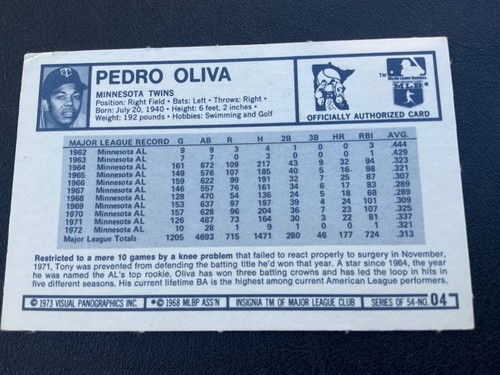 PEDRO OLIVA
MINNESOTA TWINS
Position: Right Field • Bats: Left • Throws: Right •
Born: July 20, 1940 • Height: 6 feet, 2 inches •
Weight: 192 pounds • Hobbies: Swimming and Golf
MAJOR LEAGUE BASEBALL
MLB
OFFICIALLY AUTHORIZED CARD
MAJOR LEAGUE RECORD G AB R H 2B 3B HR RBI AVG.
1962 Minnesota AL 9 9 3 4 1 0 0 3 .444
1963 Minnesota AL 7 7 0 3 0 0 0 1 .429
1964 Minnesota AL 161 672 109 217 43 9 32 94 .323
1965 Minnesota AL 149 576 107 185 40 5 16 98 .321
1966 Minnesota AL 159 622 99 191 32 7 25 87 .307
1967 Minnesota AL 146 557 76 161 34 6 17 83 .289
1968 Minnesota AL 128 470 54 136 24 5 18 68 .289
1969 Minnesota AL 153 637 97 197 39 4 24 101 .309
1970 Minnesota AL 157 628 96 204 36 7 23 107 .325
1971 Minnesota AL 126 487 73 164 30 3 22 81 .337
1972 Minnesota AL 10 28 1 9 1 0 0 1 .321
Major League Totals 1205 4693 715 1471 280 46 177 724 .313
Restricted to a mere 10 games by a knee problem that failed to react properly to surgery in November,
1971, Tony was prevented from defending the batting title he'd won that year. A star since 1964, the year
he was named the AL's top rookie, Oliva has won three batting crowns and has led the loop in hits
in five different seasons. His current lifetime BA is the highest among current American League performers.
© 1973 VISUAL PANOGRAPHICS INC. *© 1968 MLBP ASS'N INSIGNIA TM OF MAJOR LEAGUE CLUB SERIES OF 54-NO. 04